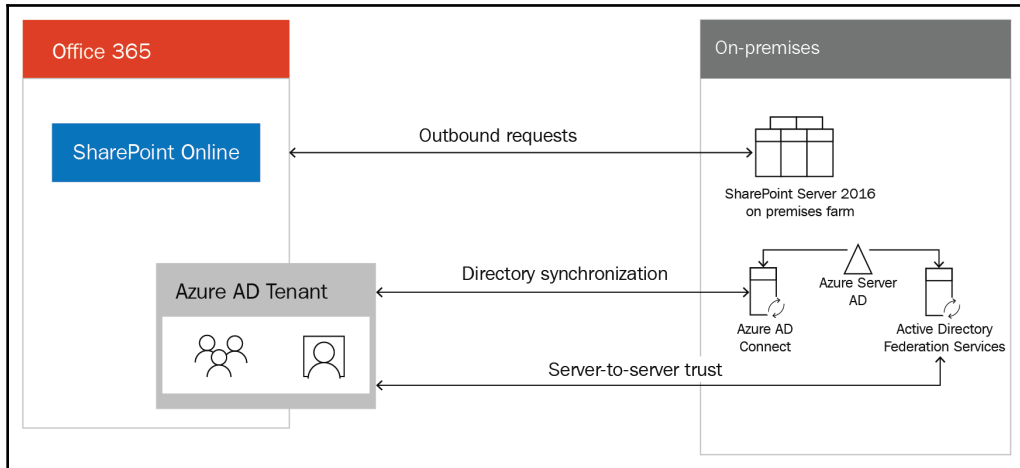 Office 365
On-premises
SharePoint Online
Outbound requests
SharePoint Server 2016
on premises farm
Azure AD Tenant
Directory synchronization
Azure Server
AD
Azure AD
Connect
Active Directory
Federation Services
Server-to-server trust